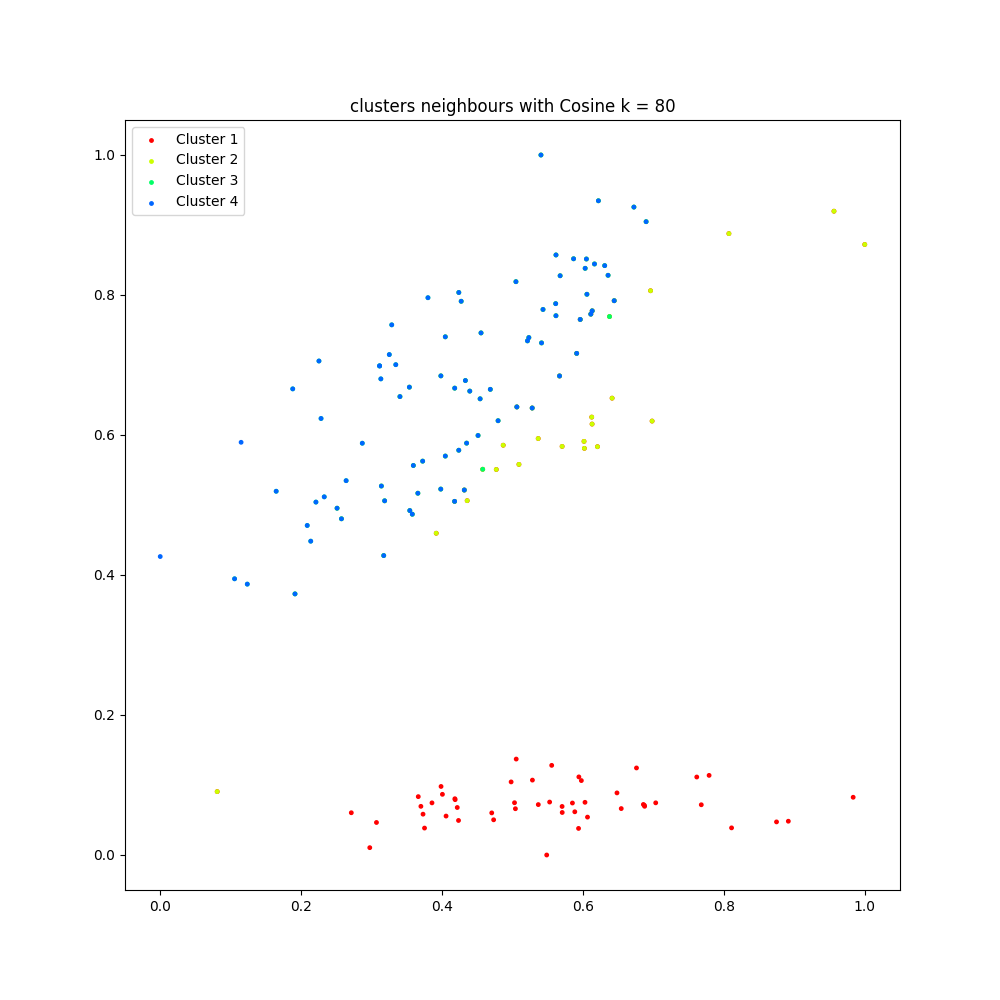 clusters neighbours with Cosine k = 80
Cluster 1
Cluster 2
Cluster 3
Cluster 4
1.0
0.8
0.6
0.4
0.2
0.0
0.0 0.2 0.4 0.6 0.8 1.0